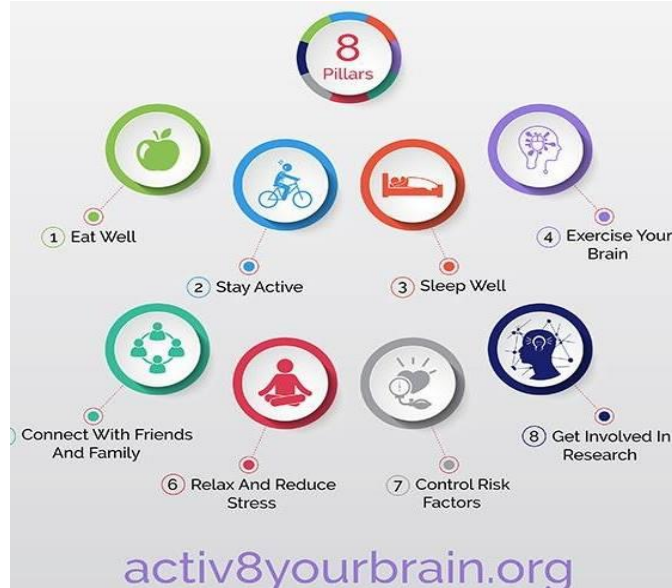 8
Pillars
1 Eat Well
2 Stay Active
3 Sleep Well
4 Exercise Your
Brain
Connect With Friends
And Family
6 Relax And Reduce
Stress
7 Control Risk
Factors
8 Get Involved In
Research
activ8yourbrain.org